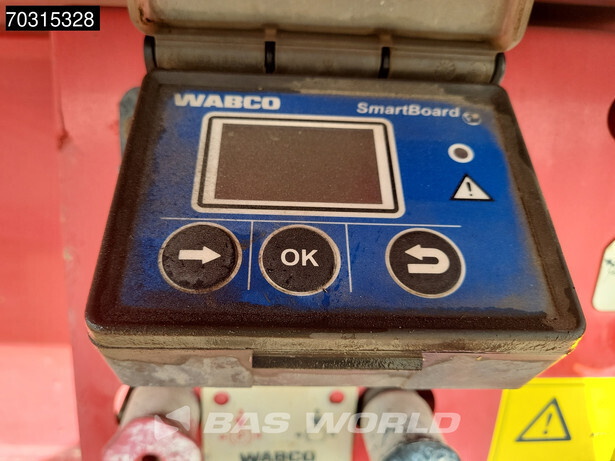 70315328
WABCO
SmartBoard
OK
BAS WORLD
WABCO